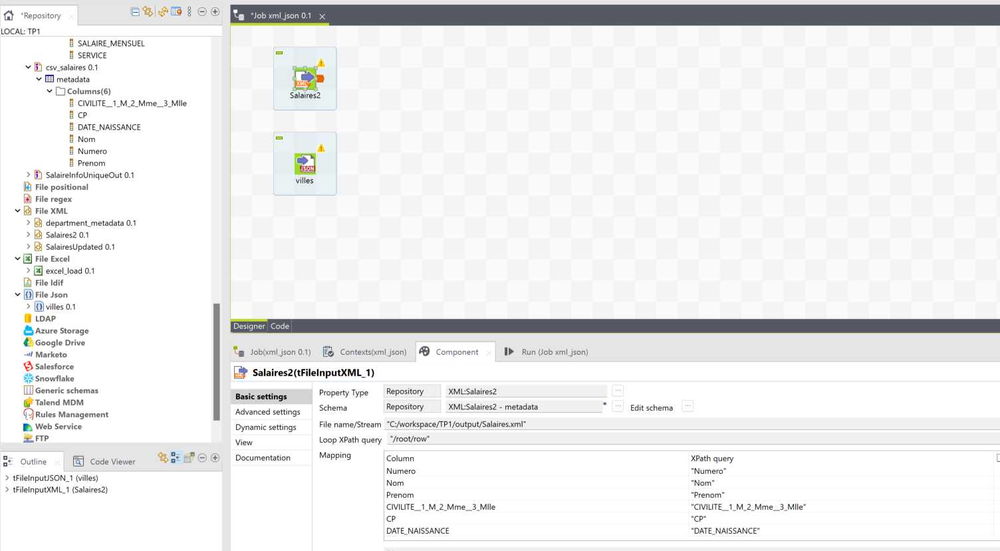 *Repository
LOCAL: TP1
SALAIRE_MENSUEL
SERVICE
csv_salaires 0.1
metadata
Columns(6)
CIVILITE__1_M_2_Mme__3_Mlle
CP
DATE_NAISSANCE
Nom
Numero
Prenom
SalaireInfoUniqueOut 0.1
File positional
File regex
File XML
department_metadata 0.1
Salaires2 0.1
SalairesUpdated 0.1
File Excel
excel_load 0.1
File ldif
File Json
villes 0.1
LDAP
Azure Storage
Google Drive
Marketo
Salesforce
Snowflake
Generic schemas
Talend MDM
Rules Management
Web Service
FTP
Outline
Code Viewer
tFileInputJSON_1 (villes)
tFileInputXML_1 (Salaires2)
*Job xml_json 0.1
XML
Salaires2
JSON
villes
Designer
Code
Job(xml_json 0.1)
Contexts(xml_json)
Component
Run (Job xml_json)
Salaires2(tFileInputXML_1)
Basic settings
Advanced settings
Dynamic settings
View
Documentation
Property Type Repository XML:Salaires2 ...
Schema Repository XML:Salaires2 - metadata * ... Edit schema ...
File name/Stream "C:/workspace/TP1/output/Salaires.xml"
Loop XPath query "/root/row"
Mapping
Column XPath query
Numero "Numero"
Nom "Nom"
Prenom "Prenom"
CIVILITE__1_M_2_Mme__3_Mlle "CIVILITE__1_M_2_Mme__3_Mlle"
CP "CP"
DATE_NAISSANCE "DATE_NAISSANCE"